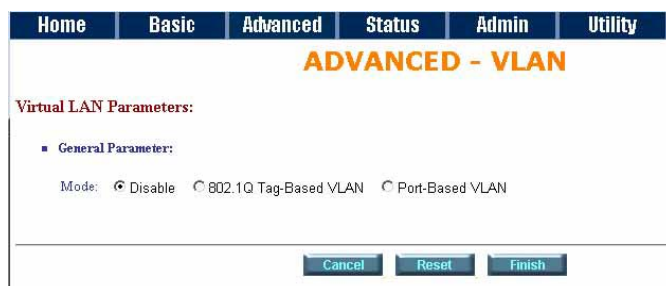 Home Basic Advanced Status Admin Utility
ADVANCED - VLAN
Virtual LAN Parameters:
General Parameter:
Mode: Disable 802.1Q Tag-Based VLAN Port-Based VLAN
Cancel Reset Finish